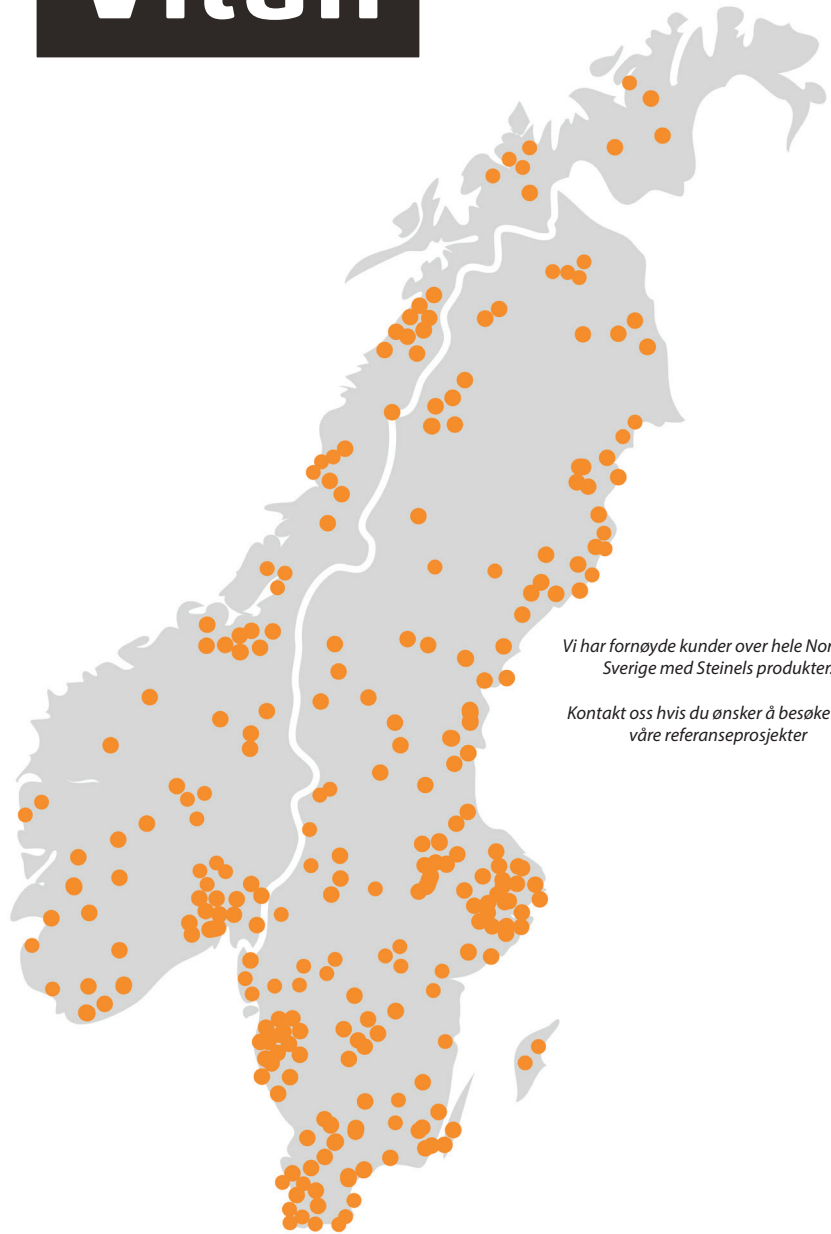 Vi har fornøyde kunder over hele Nor
Sverige med Steinels produkter.
Kontakt oss hvis du ønsker å besøke
våre referanseprosjekter